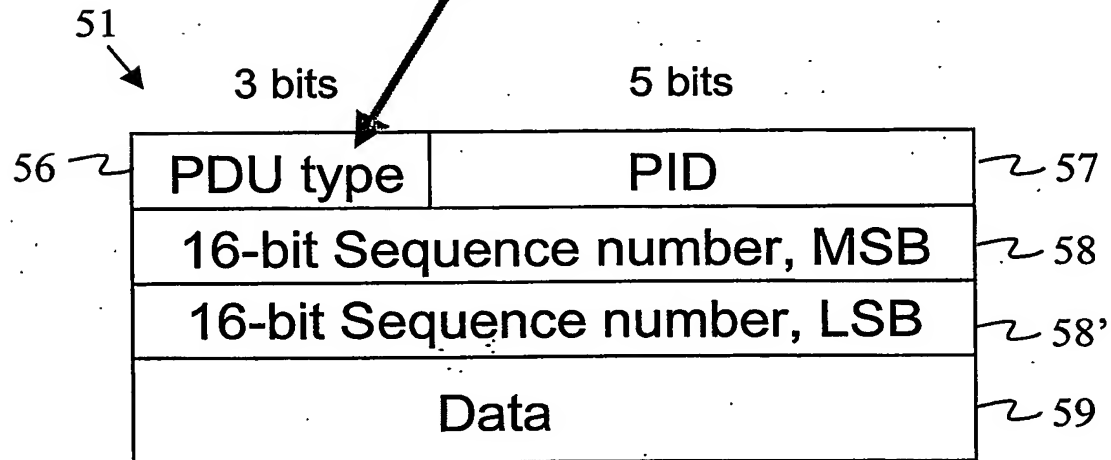 51
3 bits 5 bits
56 PDU type PID 57
16-bit Sequence number, MSB 58
16-bit Sequence number, LSB 58’
Data 59